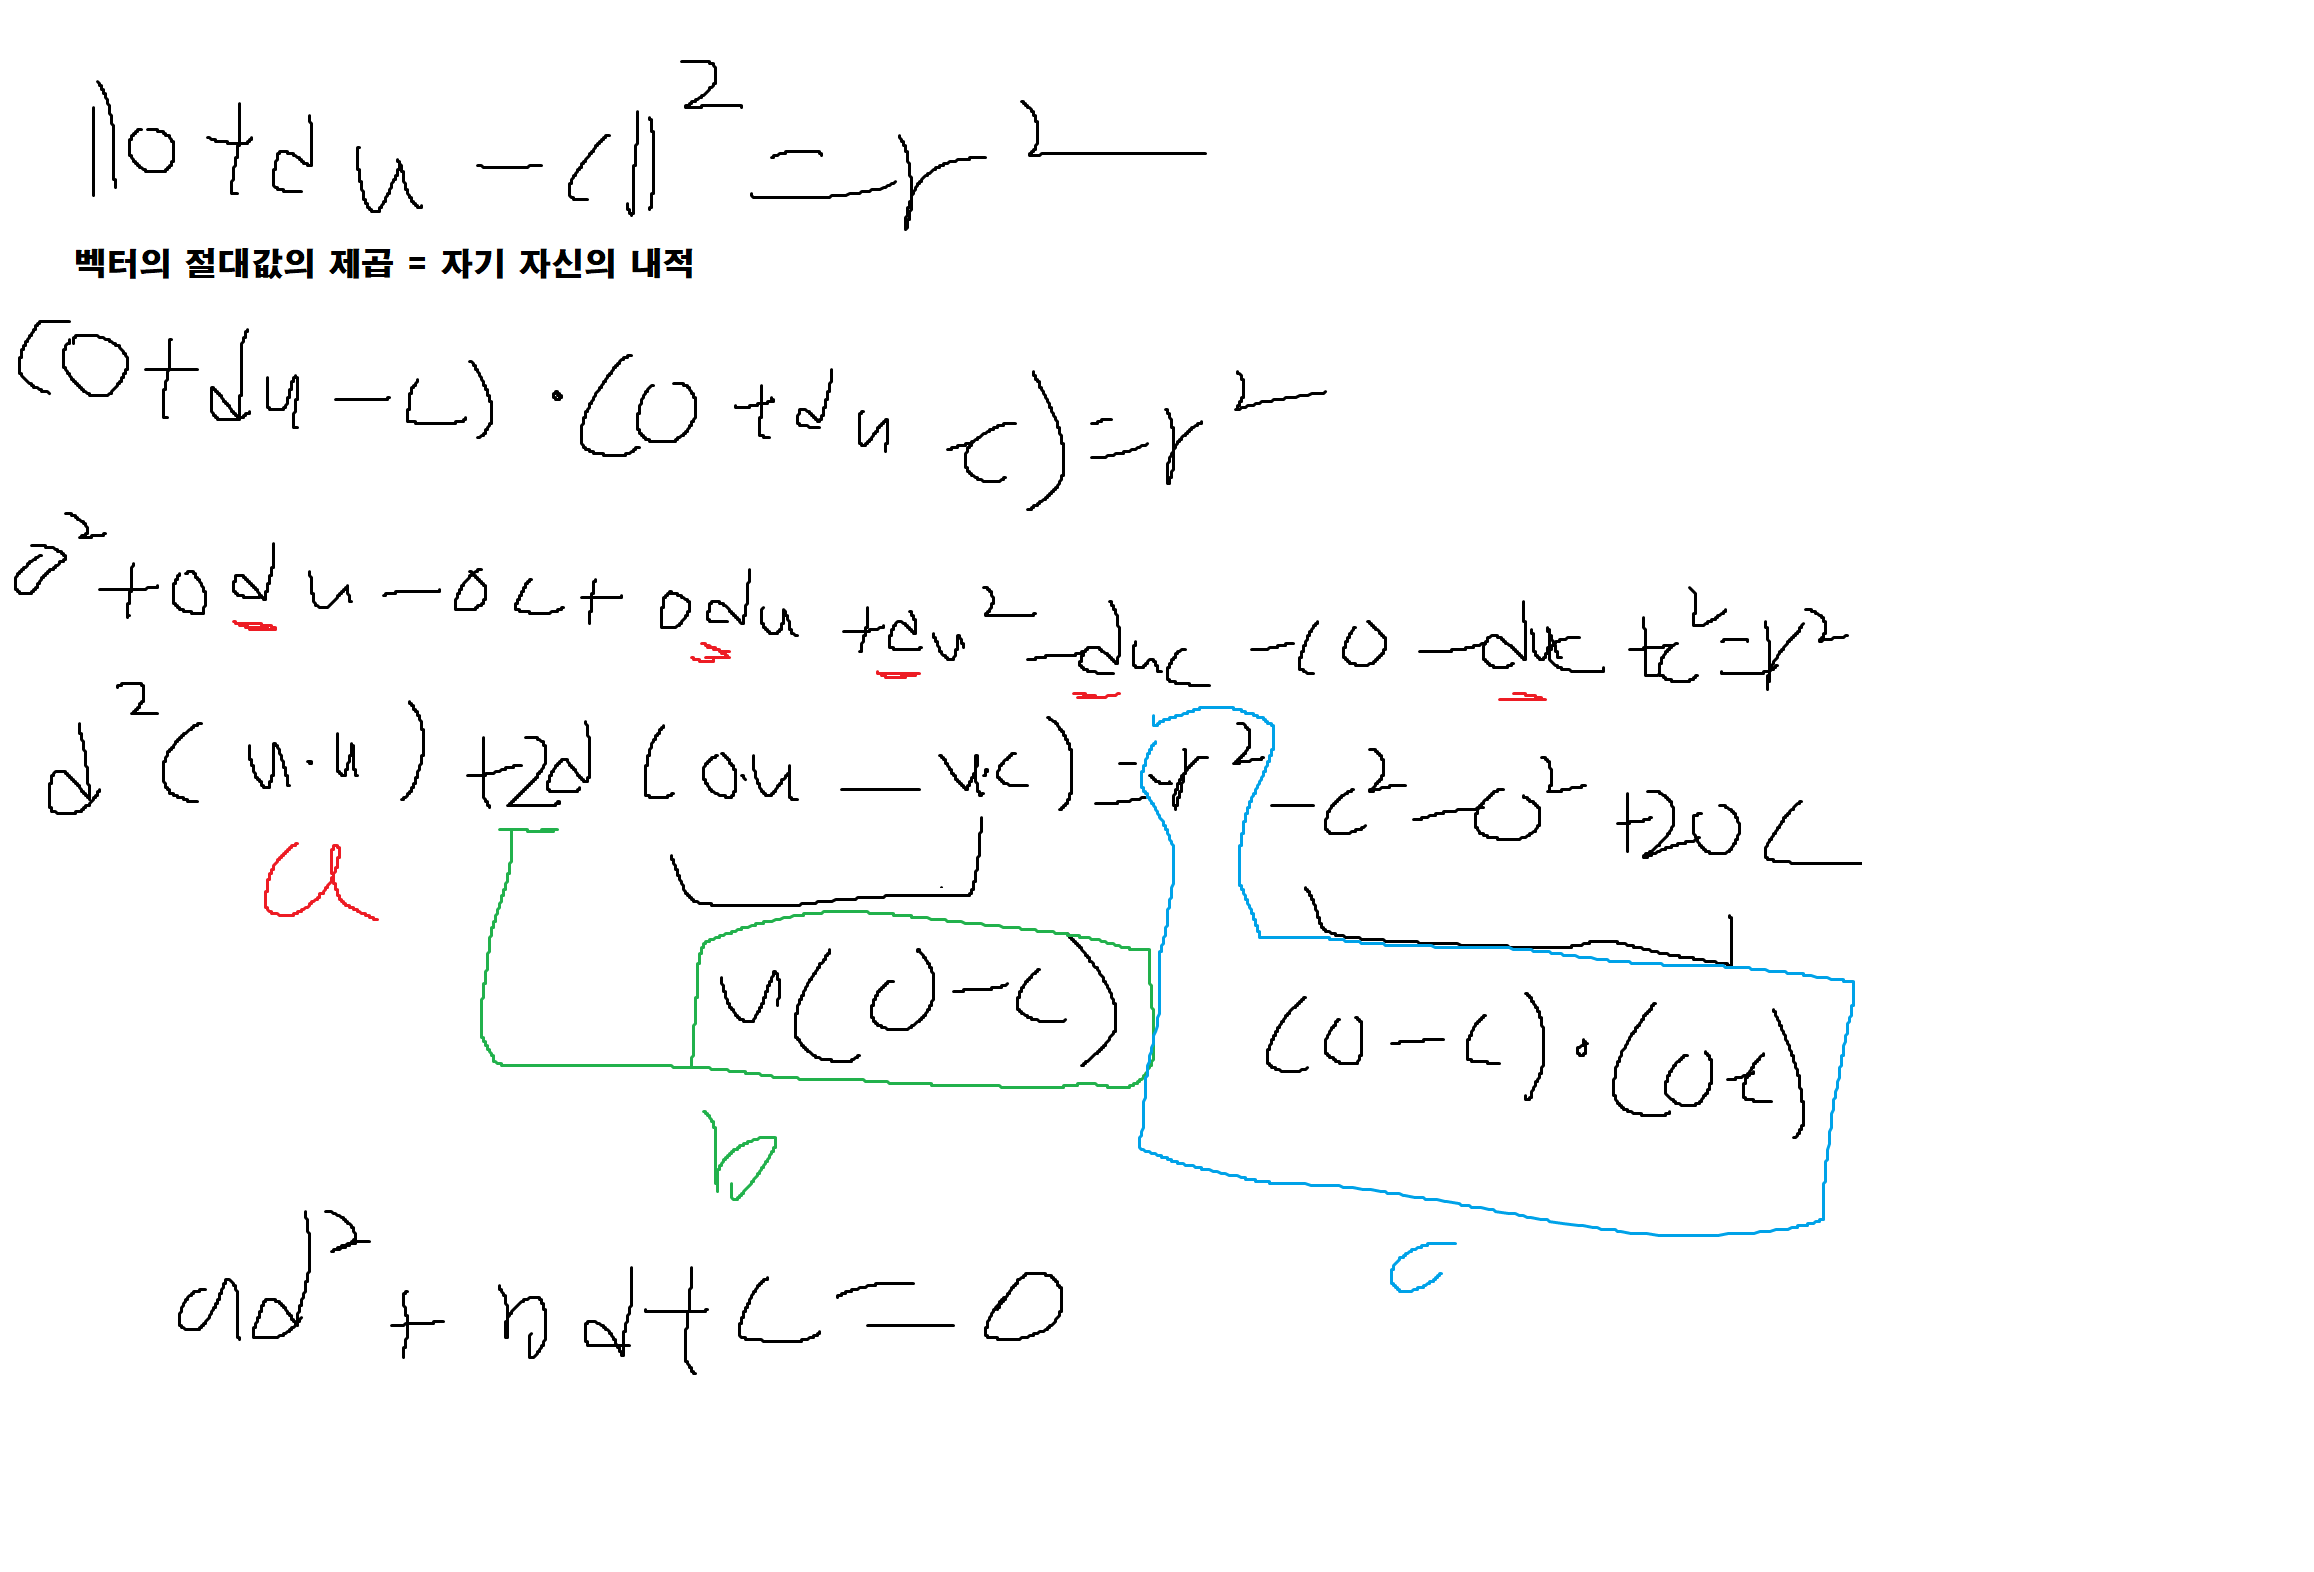 ||o+du-c||²=r²
벡터의 절대값의 제곱 = 자기 자신의 내적
(o+du-c)·(o+du-c)=r²
o²+odu-oc+odu+du²-duc-co-duc+c²=r²
d²(u·u)+2d(o·u-u·c)=r²-c²-o²+2oc
a
u(o-c)
(o-c)·(o-c)
b
c
ad²+bd+c=0